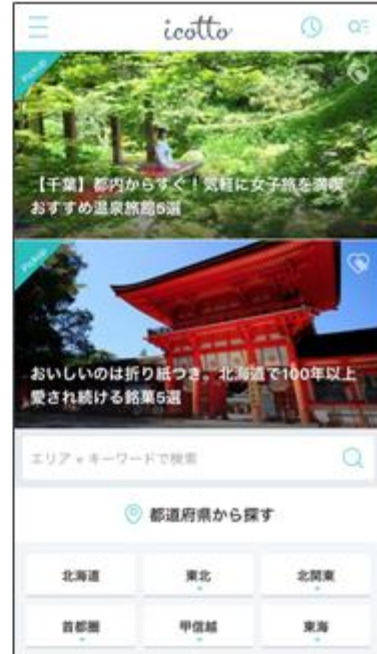 icotto
Pickup
【千葉】都内からすぐ！気軽に女子旅を満喫
おすすめ温泉旅館5選
Pickup
おいしいのは折り紙つき。北海道で100年以上
愛され続ける銘菓5選
エリア × キーワードで検索
都道府県から探す
北海道
東北
北関東
首都圏
甲信越
東海